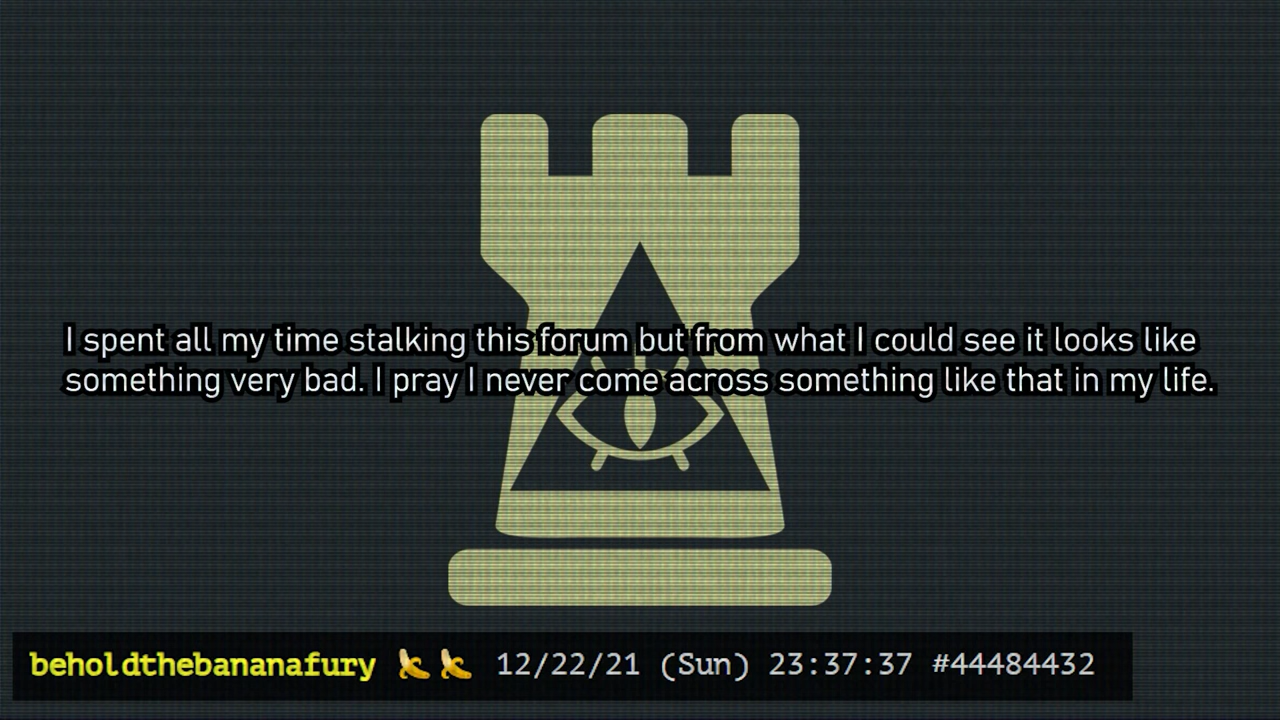 I spent all my time stalking this forum but from what I could see it looks like
something very bad. I pray I never come across something like that in my life.
beholdthebananafury 🍌🍌 12/22/21 (Sun) 23:37:37 #44484432